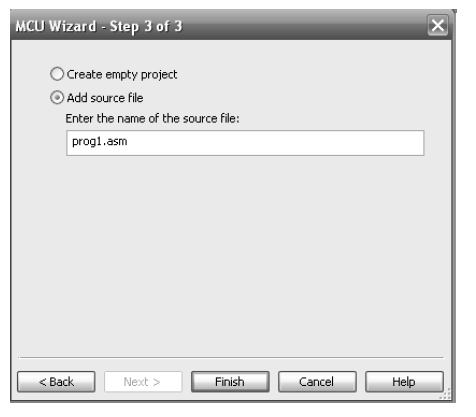 MCU Wizard - Step 3 of 3
Create empty project
Add source file
Enter the name of the source file:
prog1.asm
< Back Next > Finish Cancel Help